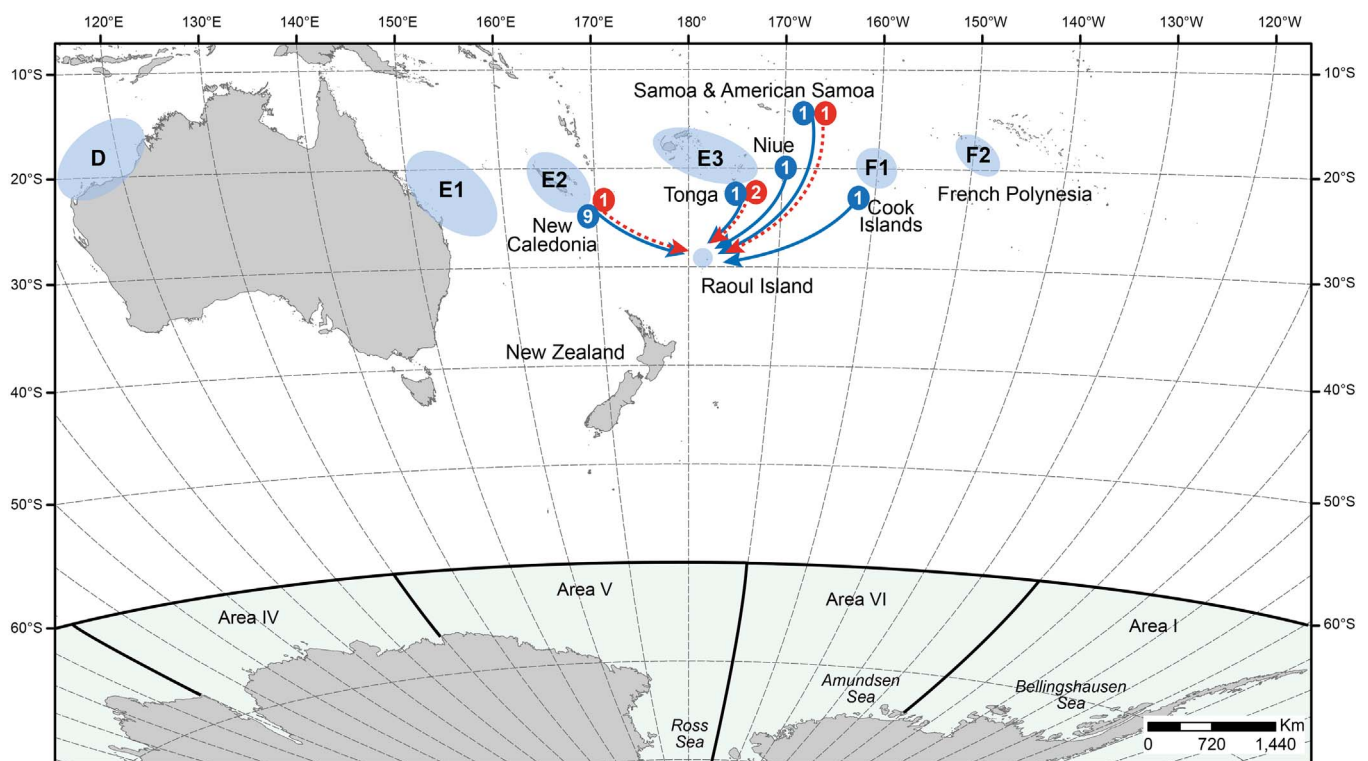 120°E 130°E 140°E 150°E 160°E 170°E 180° 170°W 160°W 150°W 140°W 130°W 120°W
10°S 10°S
Samoa & American Samoa
1 1
D
E1
E2
E3
Niue
1
F1
F2
20°S 20°S
Tonga 1 2
French Polynesia
1
9
New
Caledonia
1
Cook
Islands
Raoul Island
30°S 30°S
New Zealand
40°S 40°S
50°S 50°S
Area IV
Area V
Area VI
Area I
60°S 60°S
Amundsen
Sea
Bellingshausen
Sea
Ross
Sea
Km
0 720 1,440